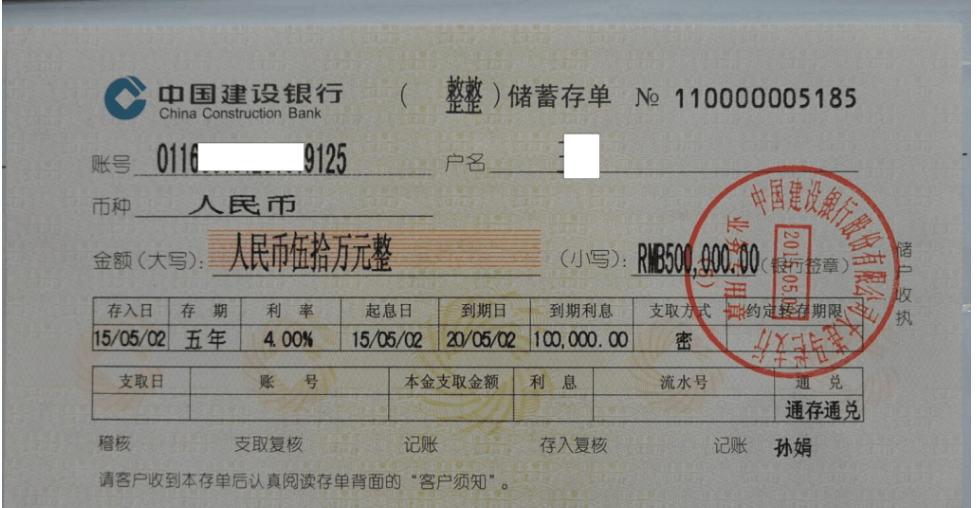 中国建设银行 （ 整整 ）储蓄存单 № 110000005185
China Construction Bank
账号 0116 9125 户名
币种 人民币
金额（大写）： 人民币伍拾万元整 （小写）： RMB500,000.00（银行签章）
储户收执
存入日 存 期 利 率 起息日 到期日 到期利息 支取方式 约定转存期限
15/05/02 五年 4.00% 15/05/02 20/05/02 100,000.00 密
支取日 账 号 本金支取金额 利 息 流水号 通 兑
通存通兑
稽核 支取复核 记账 存入复核 记账 孙娟
请客户收到本存单后认真阅读存单背面的“客户须知”。
中国建设银行股份有限公司
支行
业务专用章